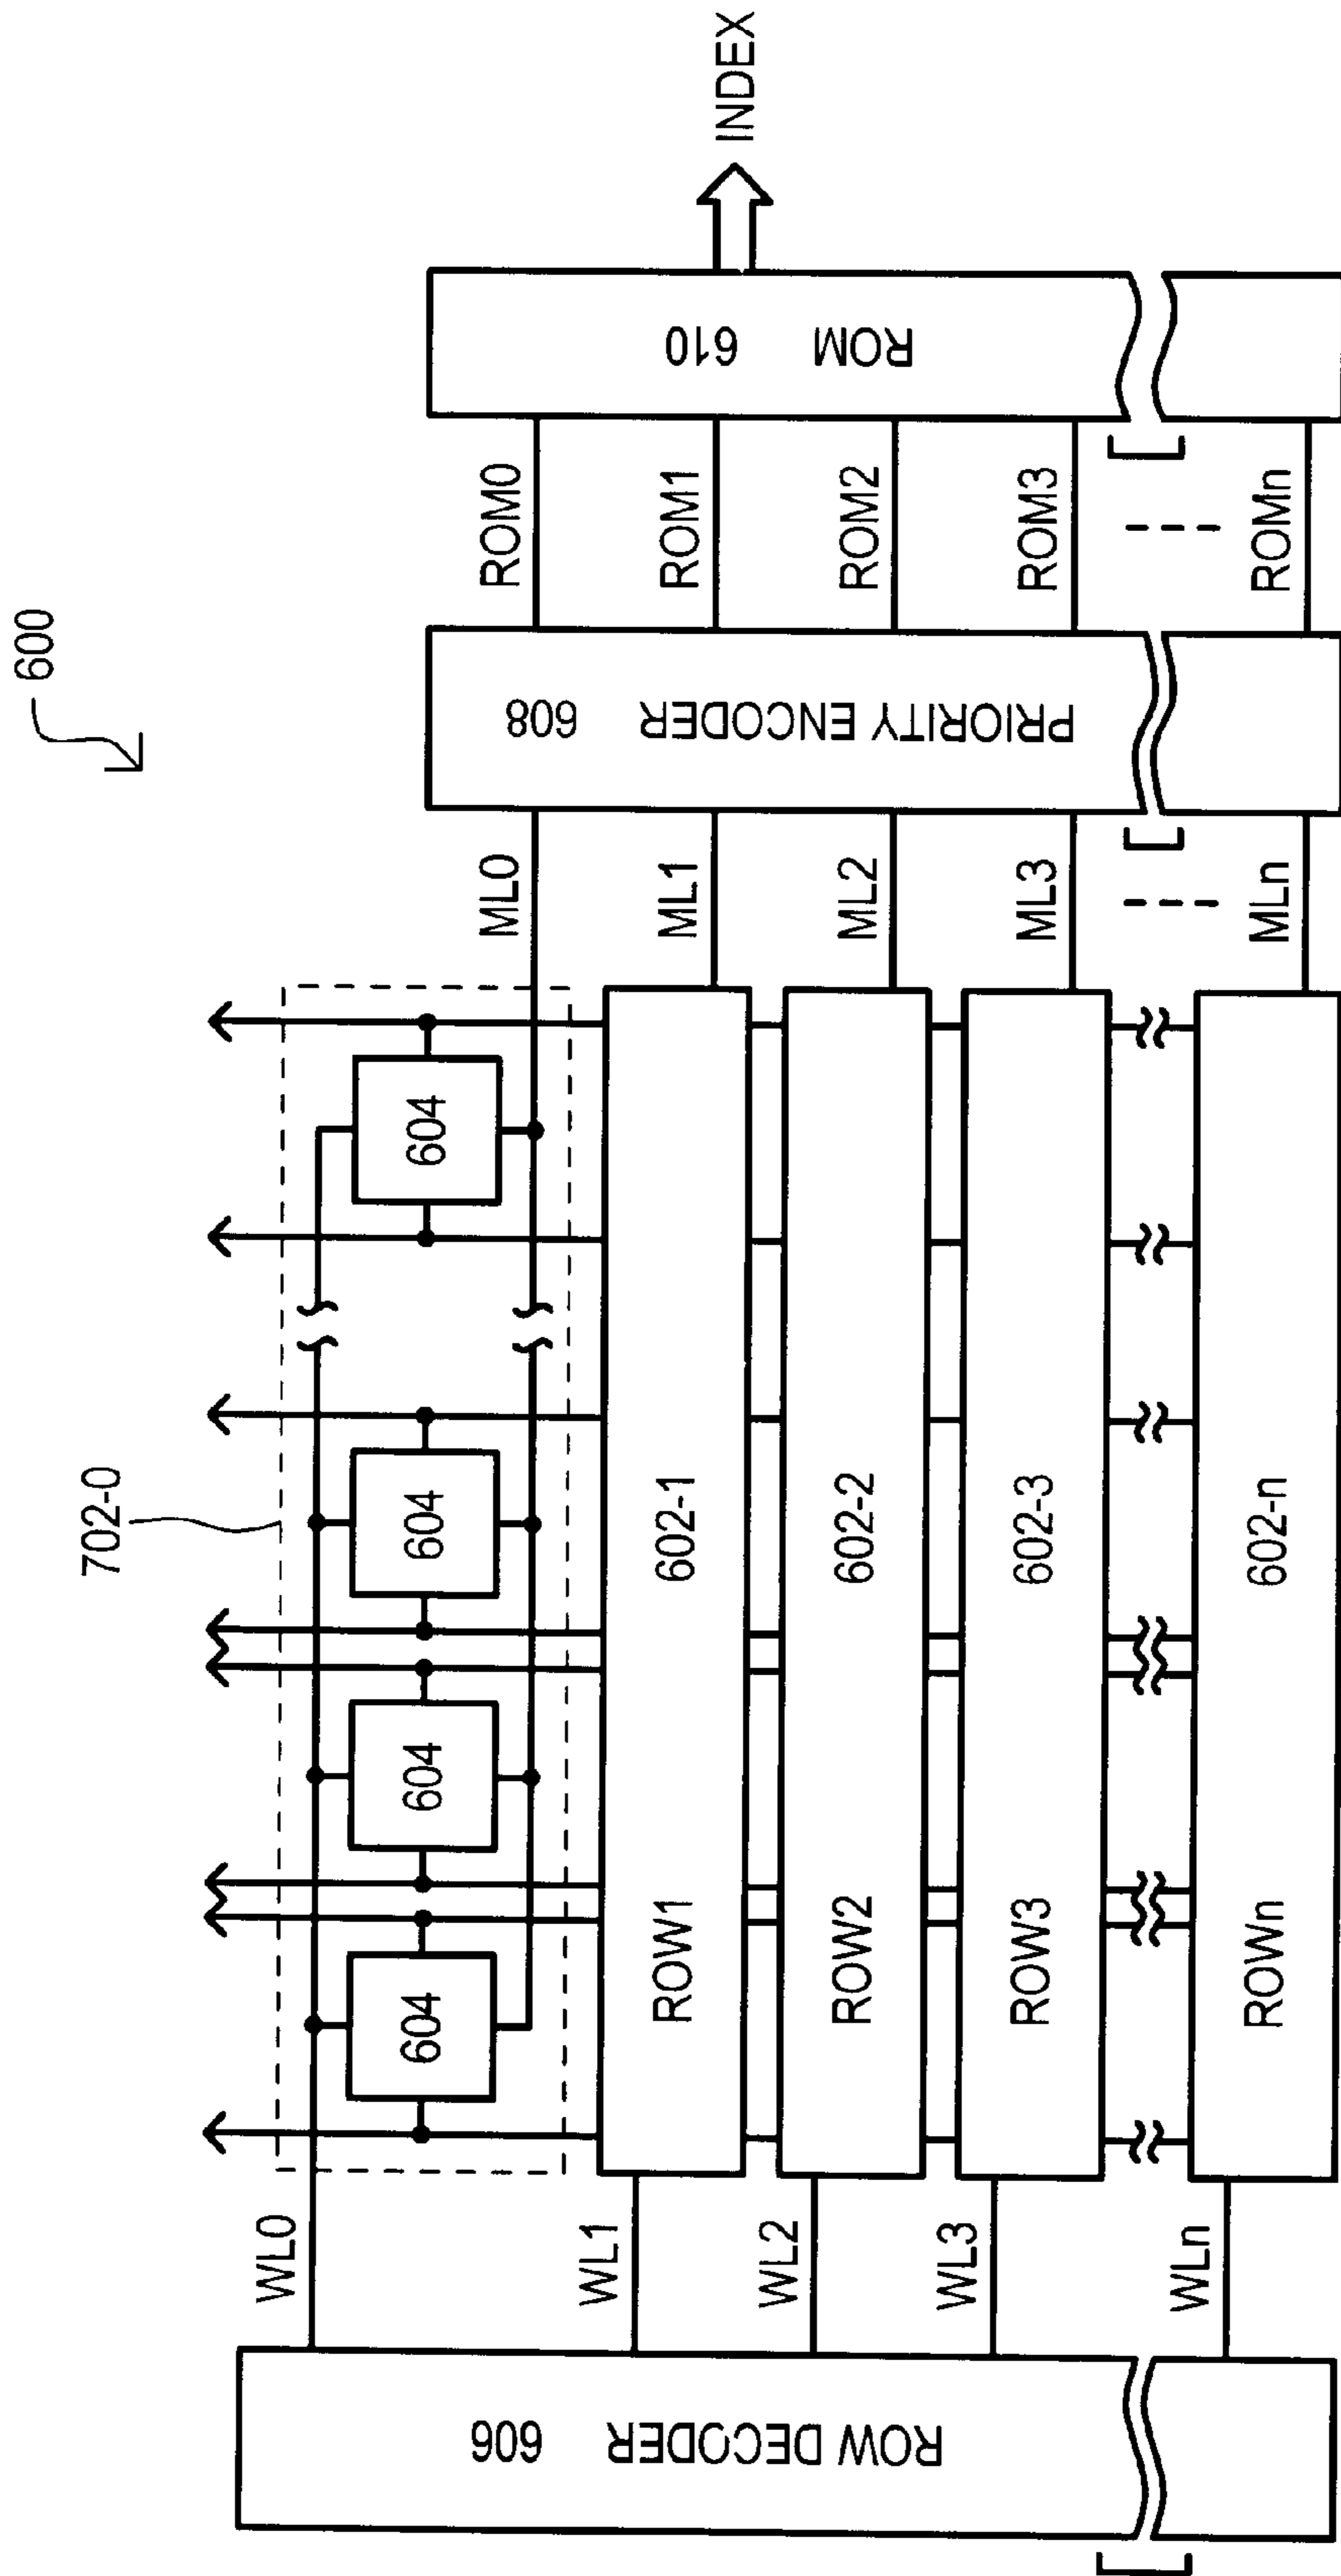 600
702-0
WL0
604
604
604
604
ML0
ROM0
WL1
ROW1
602-1
ML1
ROM1
INDEX
WL2
ROW2
602-2
ML2
ROM2
WL3
ROW3
602-3
ML3
ROM3
WLn
ROWn
602-n
MLn
ROMn
ROW DECODER 606
PRIORITY ENCODER 608
ROM 610